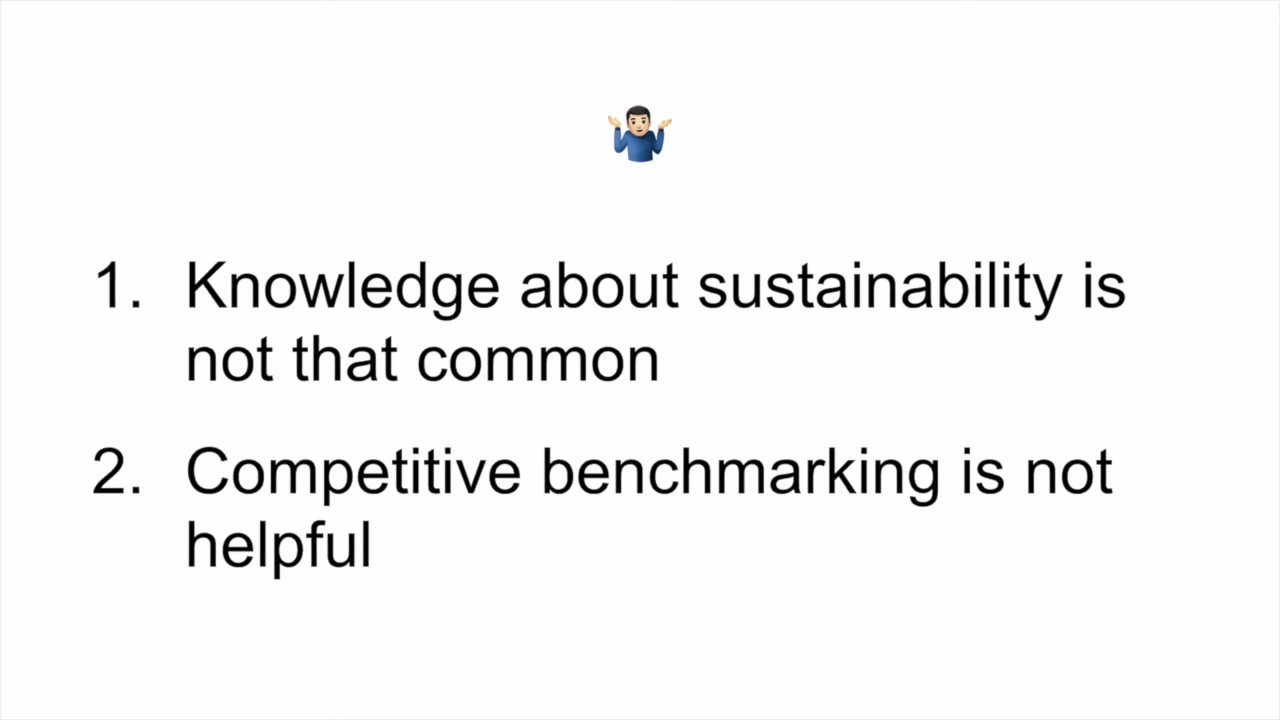 1. Knowledge about sustainability is
not that common
2. Competitive benchmarking is not
helpful